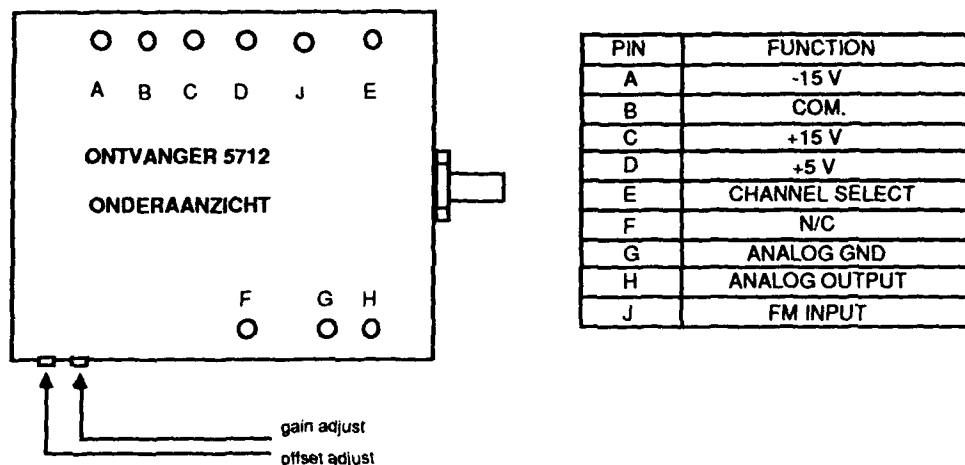 A B C D J E
ONTVANGER 5712
ONDERAANZICHT
F G H
gain adjust
offset adjust
PIN FUNCTION
A -15 V
B COM.
C +15 V
D +5 V
E CHANNEL SELECT
F N/C
G ANALOG GND
H ANALOG OUTPUT
J FM INPUT